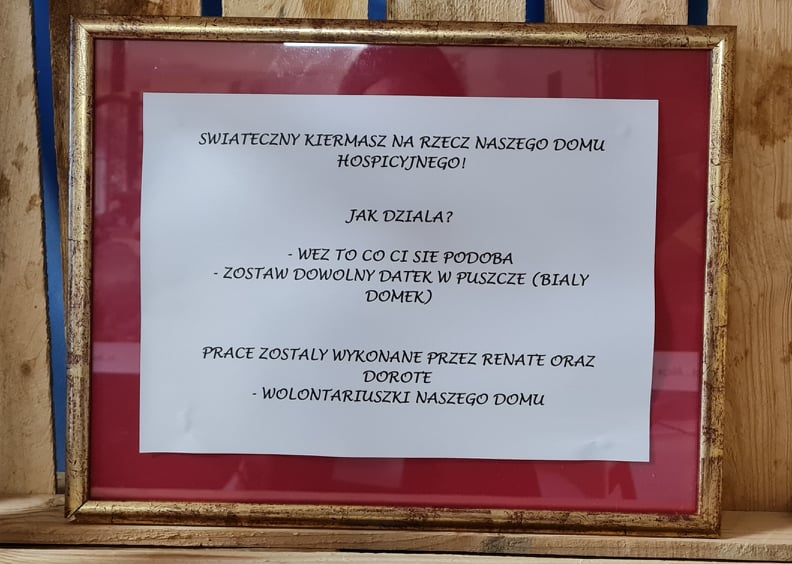 SWIATECZNY KIERMASZ NA RZECZ NASZEGO DOMU
HOSPICYJNEGO!
JAK DZIALA?
- WEZ TO CO CI SIE PODOBA
- ZOSTAW DOWOLNY DATEK W PUSZCZE (BIALY
DOMEK)
PRACE ZOSTALY WYKONANE PRZEZ RENATE ORAZ
DOROTE
- WOLONTARIUSZKI NASZEGO DOMU